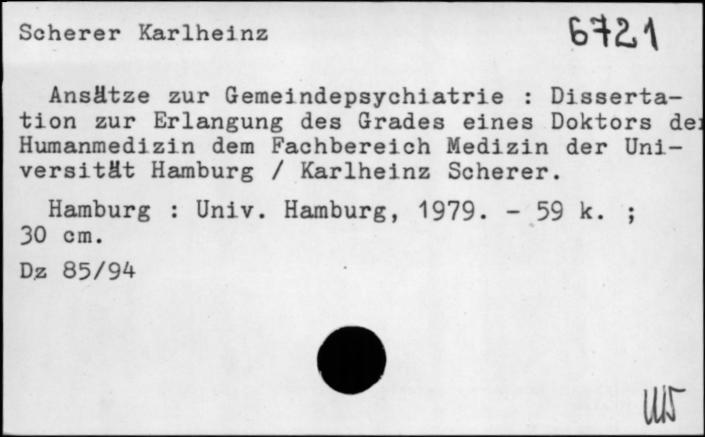 Scherer Karlheinz
6721
Ansätze zur Gemeindepsychiatrie : Disserta-
tion zur Erlangung des Grades eines Doktors der
Humanmedizin dem Fachbereich Medizin der Uni-
versität Hamburg / Karlheinz Scherer.
Hamburg : Univ. Hamburg, 1979. - 59 k. ;
30 cm.
Dz 85/94